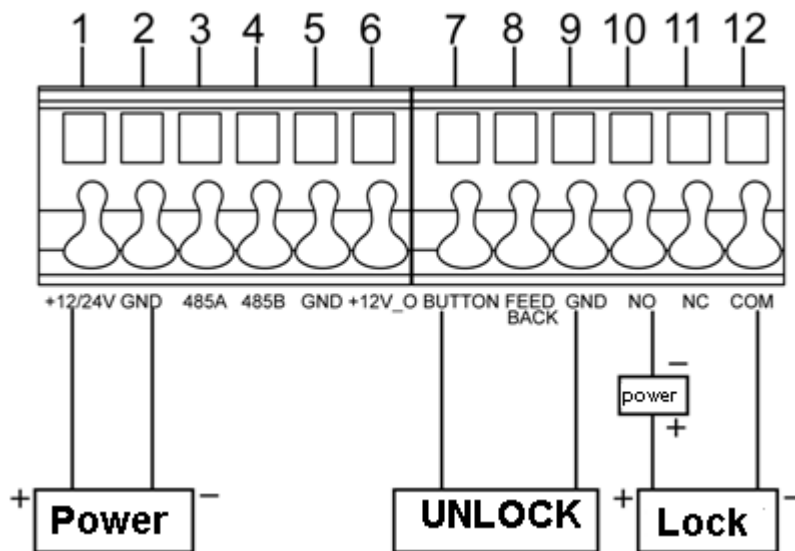 1 2 3 4 5 6 7 8 9 10 11 12
+12/24V GND 485A 485B GND +12V_O BUTTON FEED BACK GND NO NC COM
−
power
+
+ Power − UNLOCK + Lock −